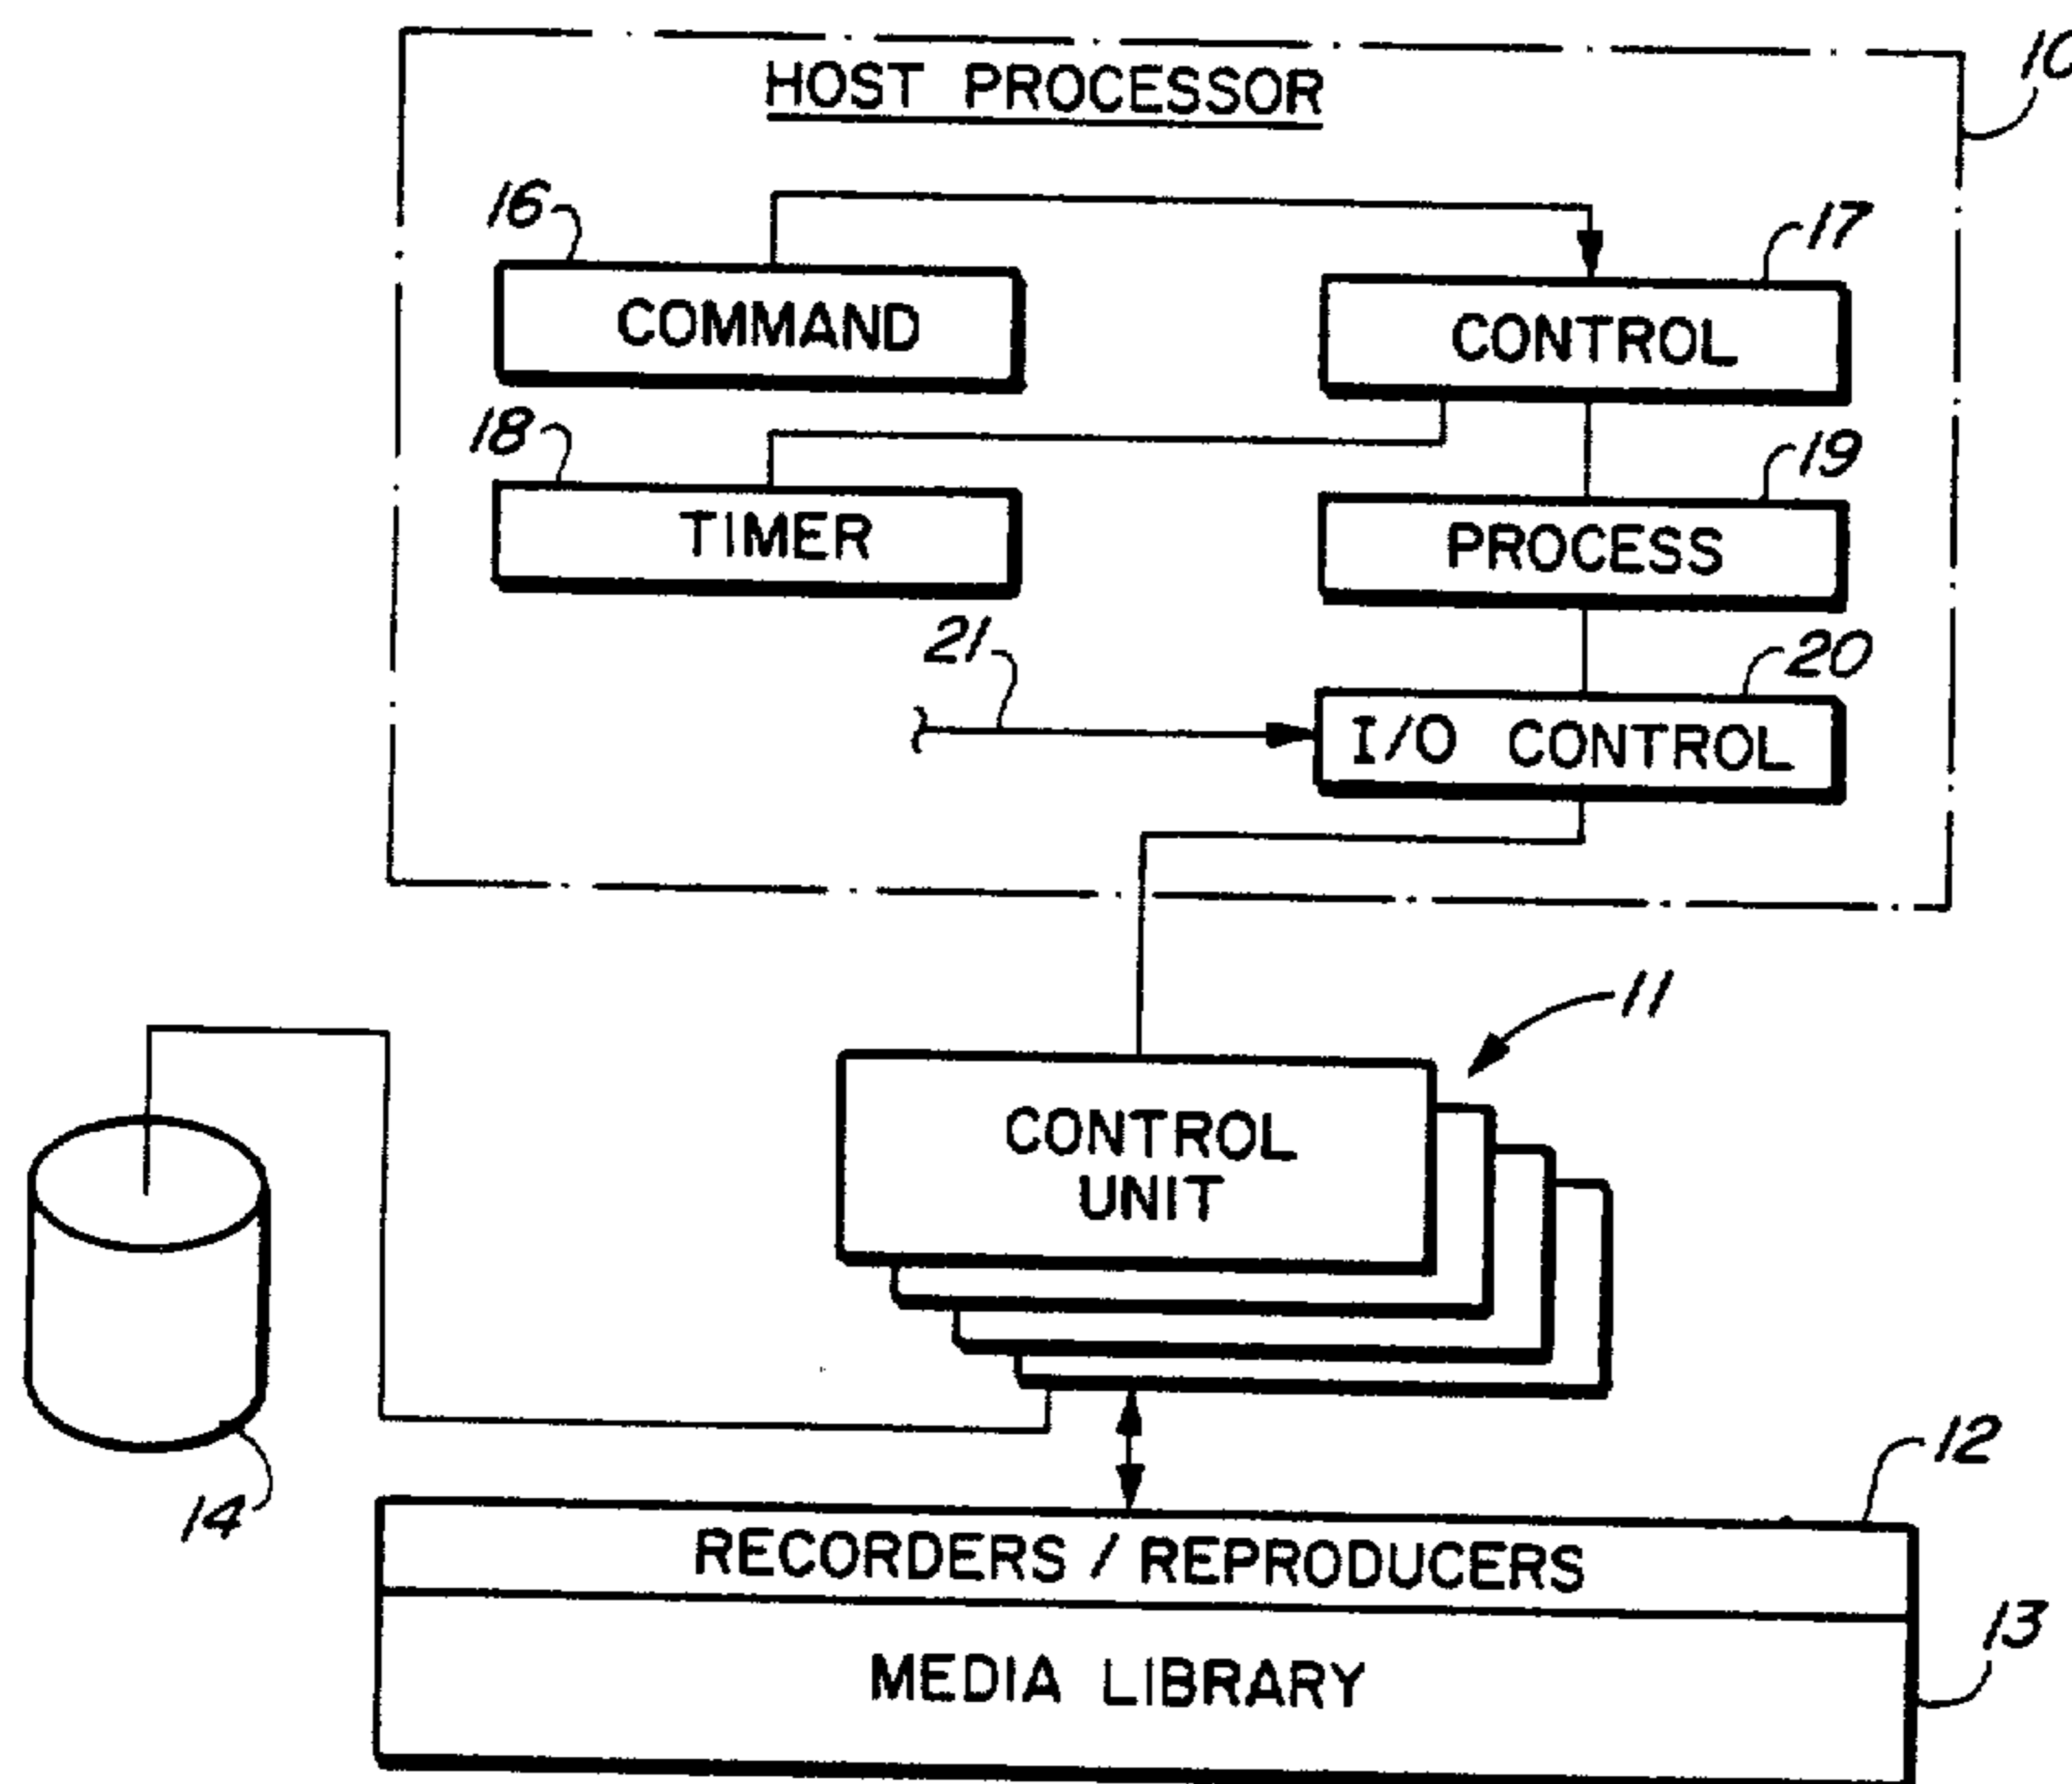 HOST PROCESSOR
10
16
17
COMMAND
CONTROL
18
19
TIMER
PROCESS
21
20
I/O CONTROL
11
CONTROL
UNIT
14
12
RECORDERS / REPRODUCERS
13
MEDIA LIBRARY